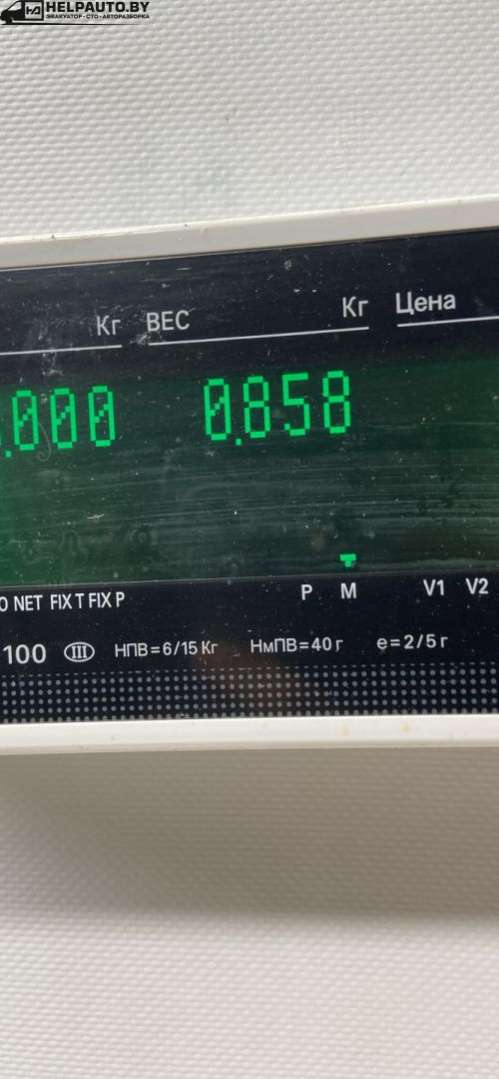 HELPAUTO.BY
ЭВАКУАТОР•СТО•АВТОРАЗБОРКА
Кг ВЕС Кг Цена
.000 0.858
NET FIX T FIX P P M V1 V2
100 III НПВ=6/15 Кг НмПВ=40 г е=2/5 г